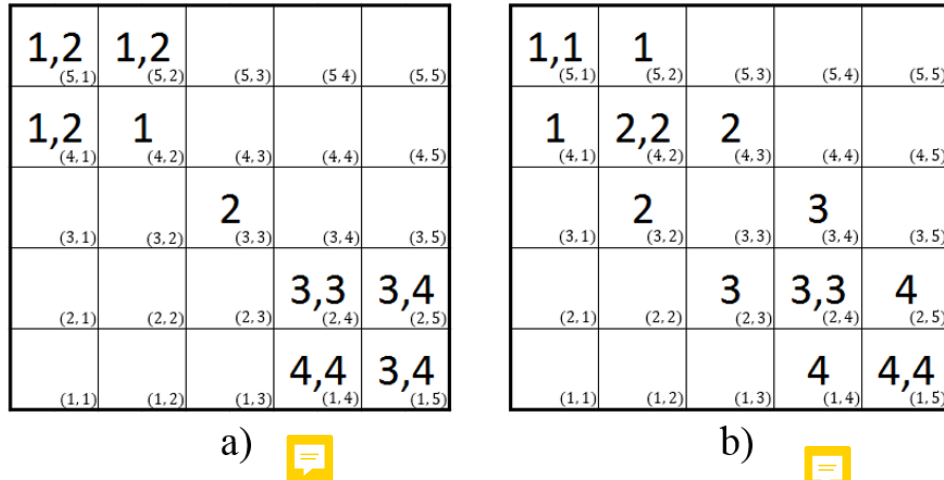 1,2 1,2
(5,1) (5,2) (5,3) (5 4) (5,5)
1,2 1
(4,1) (4,2) (4,3) (4,4) (4,5)
2
(3,1) (3,2) (3,3) (3,4) (3,5)
3,3 3,4
(2,1) (2,2) (2,3) (2,4) (2,5)
4,4 3,4
(1,1) (1,2) (1,3) (1,4) (1,5)
a)
1,1 1
(5,1) (5,2) (5,3) (5,4) (5,5)
1 2,2 2
(4,1) (4,2) (4,3) (4,4) (4,5)
2 3
(3,1) (3,2) (3,3) (3,4) (3,5)
3 3,3 4
(2,1) (2,2) (2,3) (2,4) (2,5)
4 4,4
(1,1) (1,2) (1,3) (1,4) (1,5)
b)